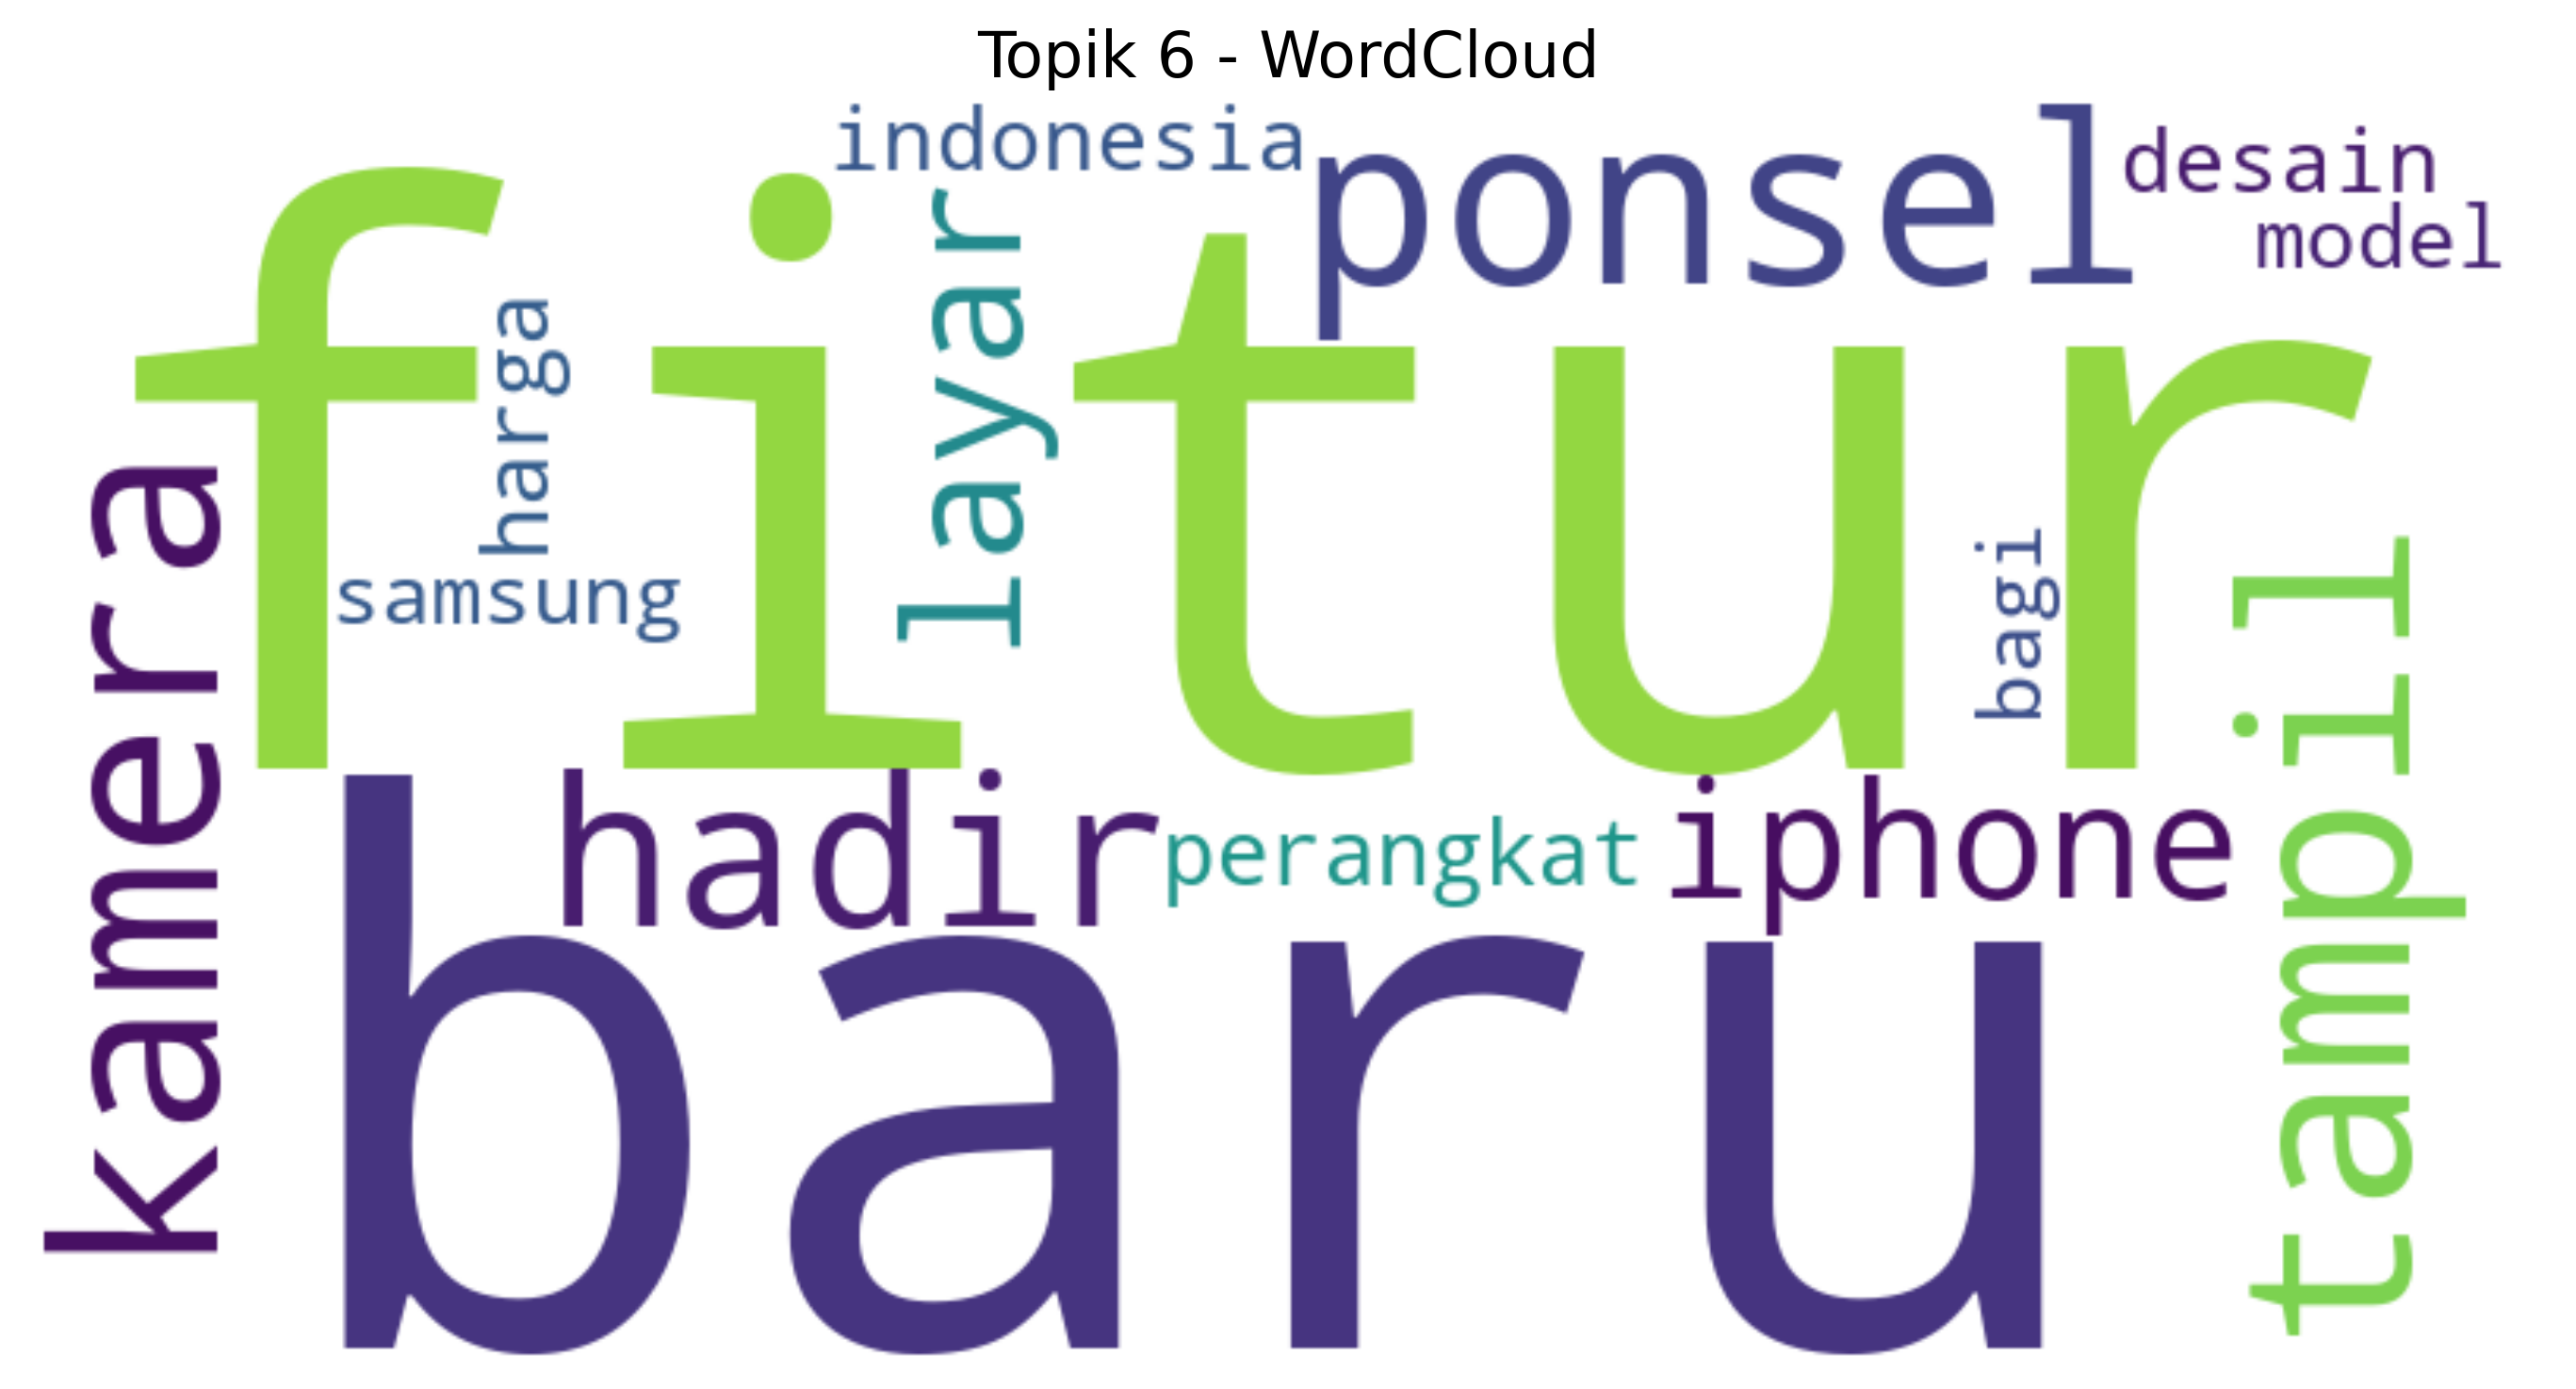 Topik 6 - WordCloud
indonesia
ponsel
desain
model
fitur
layar
harga
samsung
bagi
kamera
tampil
hadir
perangkat
iphone
baru